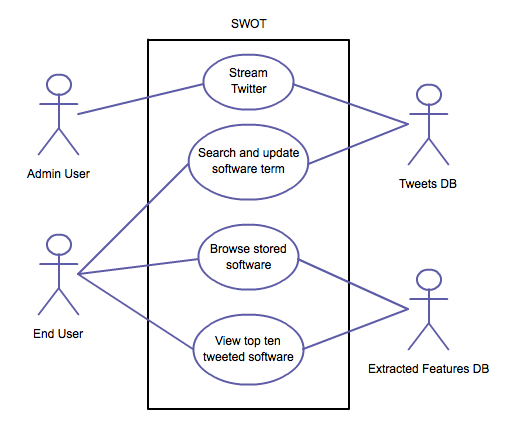 SWOT
Stream
Twitter
Admin User
Search and update
software term
Tweets DB
Browse stored
software
End User
View top ten
tweeted software
Extracted Features DB